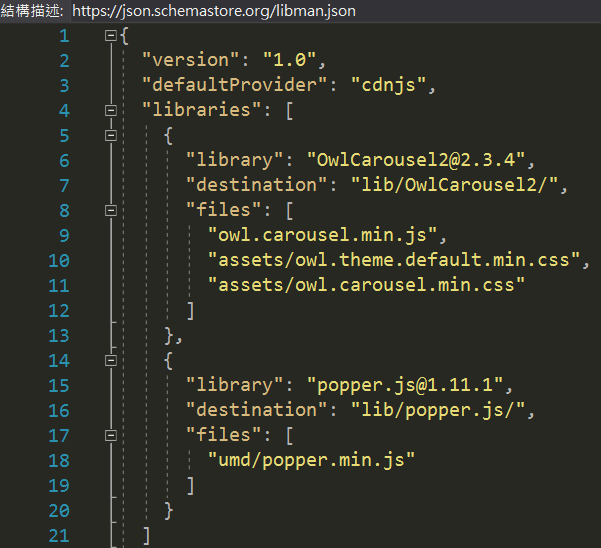 結構描述: https://json.schemastore.org/libman.json
1 {
2 "version": "1.0",
3 "defaultProvider": "cdnjs",
4 "libraries": [
5 {
6 "library": "OwlCarousel2@2.3.4",
7 "destination": "lib/OwlCarousel2/",
8 "files": [
9 "owl.carousel.min.js",
10 "assets/owl.theme.default.min.css",
11 "assets/owl.carousel.min.css"
12 ]
13 },
14 {
15 "library": "popper.js@1.11.1",
16 "destination": "lib/popper.js/",
17 "files": [
18 "umd/popper.min.js"
19 ]
20 }
21 ]